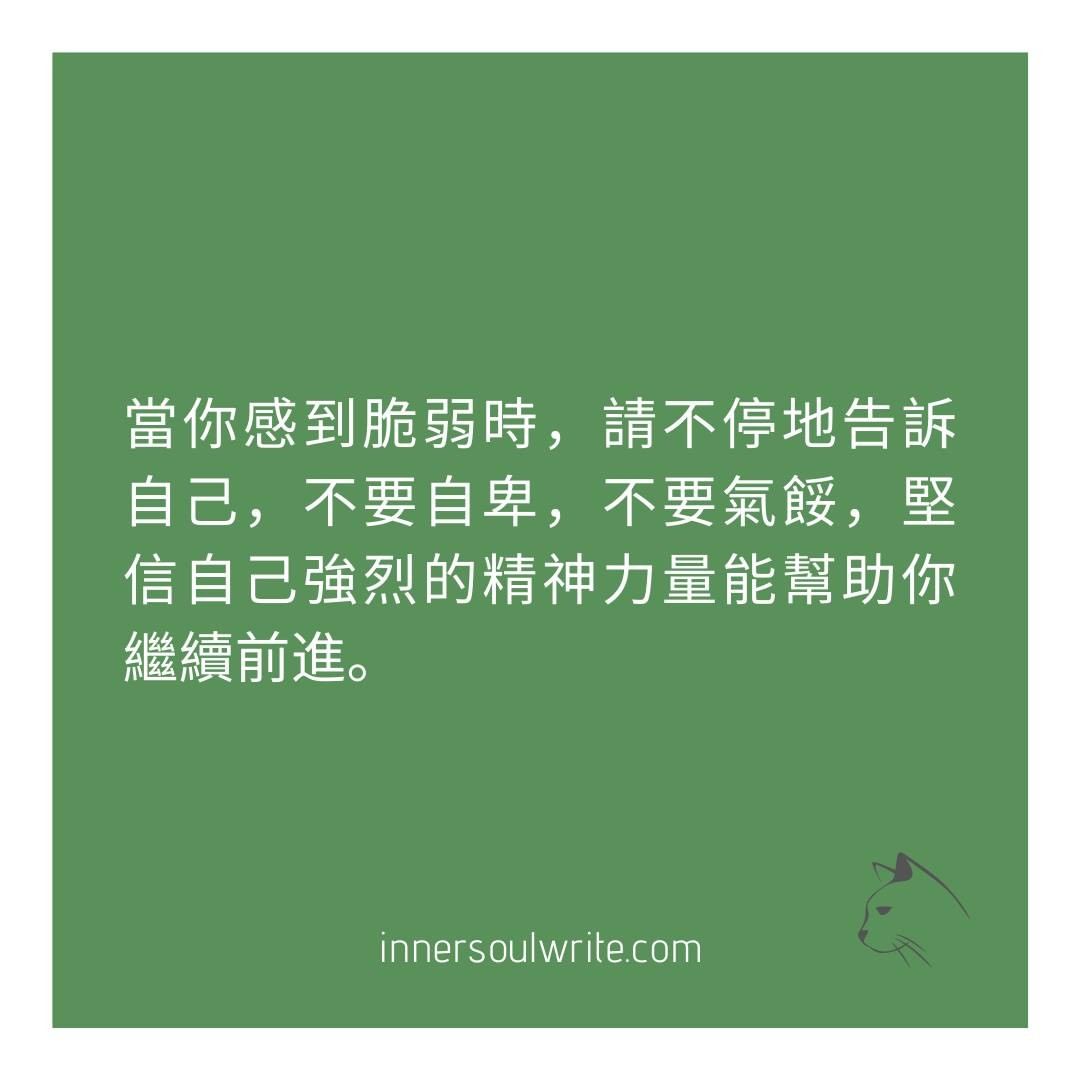 當你感到脆弱時，請不停地告訴
自己，不要自卑，不要氣餒，堅
信自己強烈的精神力量能幫助你
繼續前進。
innersoulwrite.com